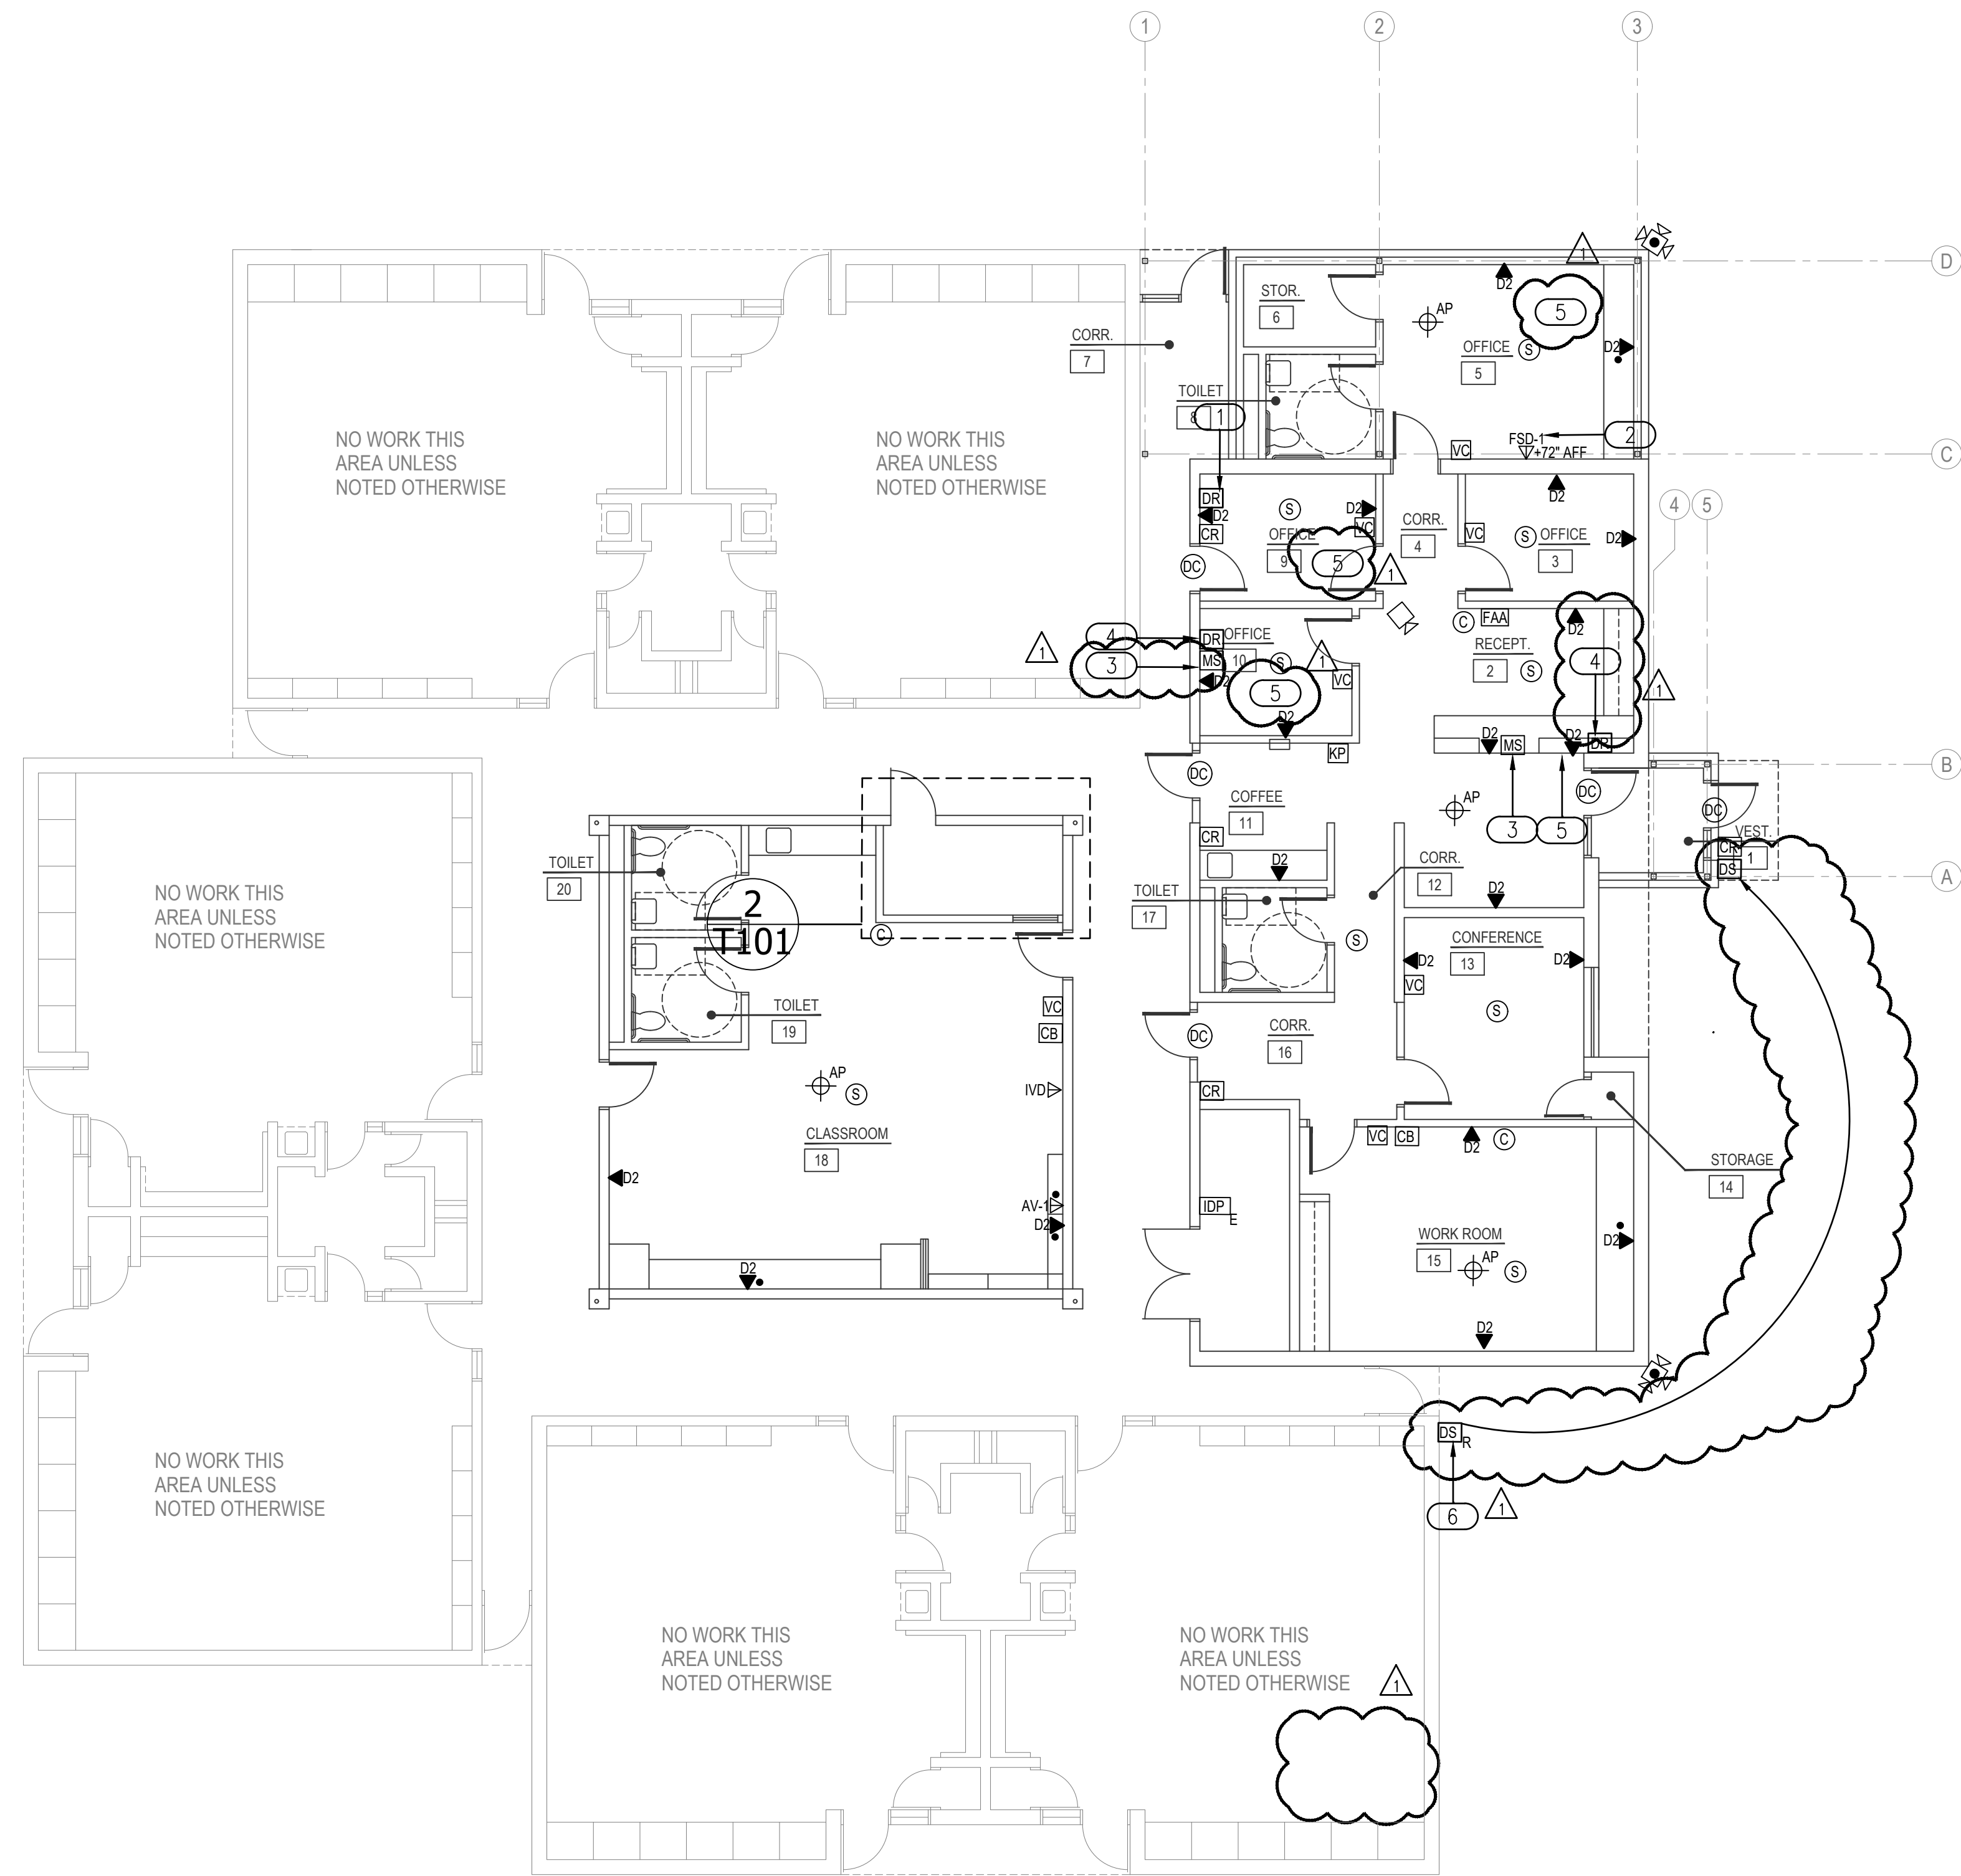 1
2
3
D
C
4
5
B
A
1
STOR.
6
AP
D2
5
OFFICE
5
S
D2
CORR.
7
TOILET
8
1
FSD-1
+72" AFF
2
VC
NO WORK THIS
AREA UNLESS
NOTED OTHERWISE
NO WORK THIS
AREA UNLESS
NOTED OTHERWISE
DR
D2
CR
S
D2
VC
OFFICE
9
5
1
CORR.
4
VC
D2
S
OFFICE
3
D2
DC
4
3
1
DR
MS
D2
OFFICE
10
S
1
VC
5
D2
KP
C
FAA
D2
RECEPT.
2
S
4
1
D2
MS
D2
DR
DC
COFFEE
11
AP
DC
DC
3
5
VEST.
1
CR
DS
CR
D2
CORR.
12
D2
TOILET
20
2
T101
C
TOILET
17
S
CONFERENCE
13
D2
D2
VC
S
NO WORK THIS
AREA UNLESS
NOTED OTHERWISE
TOILET
19
VC
CB
DC
CORR.
16
AP
S
IVD
CR
CLASSROOM
18
VC
CB
D2
C
STORAGE
14
D2
AV-1
D2
IDP
E
WORK ROOM
15
AP
S
D2
D2
D2
DS
R
6
1
NO WORK THIS
AREA UNLESS
NOTED OTHERWISE
NO WORK THIS
AREA UNLESS
NOTED OTHERWISE
NO WORK THIS
AREA UNLESS
NOTED OTHERWISE
1